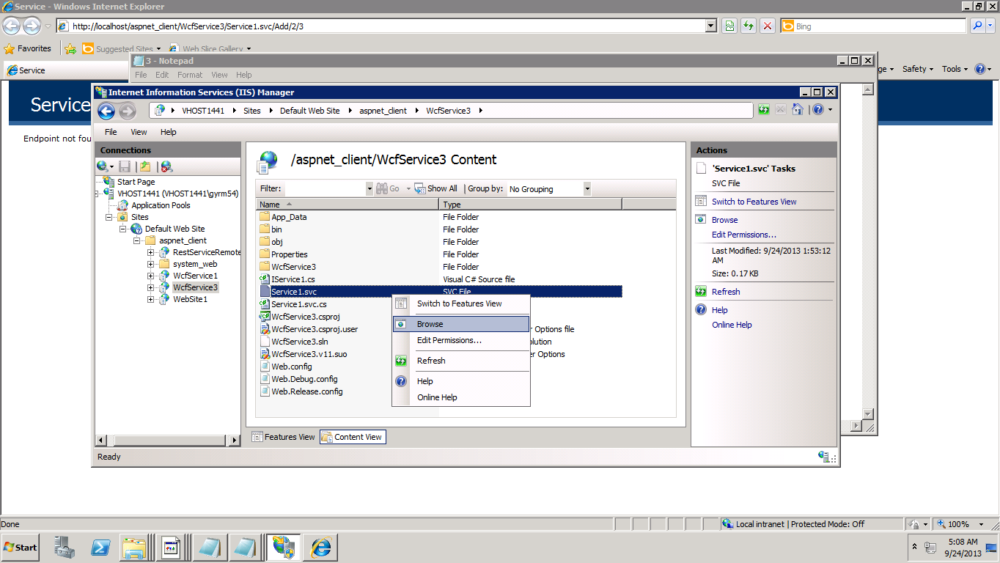 Service - Windows Internet Explorer
http://localhost/aspnet_client/WcfService3/Service1.svc/Add/2/3
Bing
Favorites
Suggested Sites
Web Slice Gallery
Service
3 - Notepad
File Edit Format View Help
Safety Tools
Service
Endpoint not fou
Internet Information Services (IIS) Manager
VHOST1441 Sites Default Web Site aspnet_client WcfService3
File View Help
Connections
Start Page
VHOST1441 (VHOST1441\gyrm54)
Application Pools
Sites
Default Web Site
aspnet_client
RestServiceRemote
system_web
WcfService1
WcfService3
WebSite1
/aspnet_client/WcfService3 Content
Filter: Go Show All Group by: No Grouping
Name Type
App_Data File Folder
bin File Folder
obj File Folder
Properties File Folder
WcfService3 File Folder
IService1.cs Visual C# Source file
Service1.svc SVC File
Service1.svc.cs
WcfService3.csproj
WcfService3.csproj.user r Options file
WcfService3.sln olution
WcfService3.v11.suo er Options
Web.config
Web.Debug.config
Web.Release.config
Switch to Features View
Browse
Edit Permissions...
Refresh
Help
Online Help
Features View Content View
Ready
Actions
'Service1.svc' Tasks
SVC File
Switch to Features View
Browse
Edit Permissions...
Last Modified: 9/24/2013 1:53:12
AM
Size: 0.17 KB
Refresh
Help
Online Help
Done
Local intranet | Protected Mode: Off
100%
Start
5:08 AM
9/24/2013